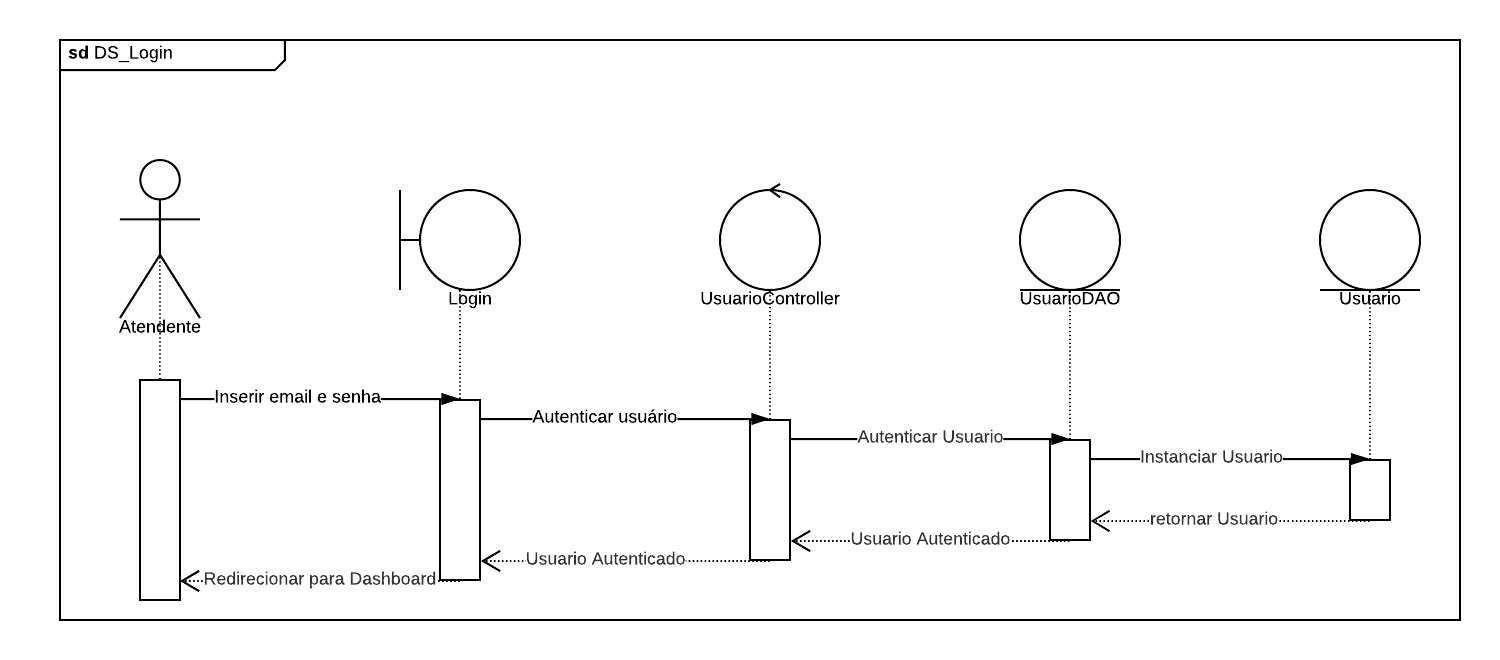 sd DS_Login
Login
UsuarioController
UsuarioDAO
Usuario
Atendente
Inserir email e senha
Autenticar usuário
Autenticar Usuario
Instanciar Usuario
retornar Usuario
Usuario Autenticado
Usuario Autenticado
Redirecionar para Dashboard